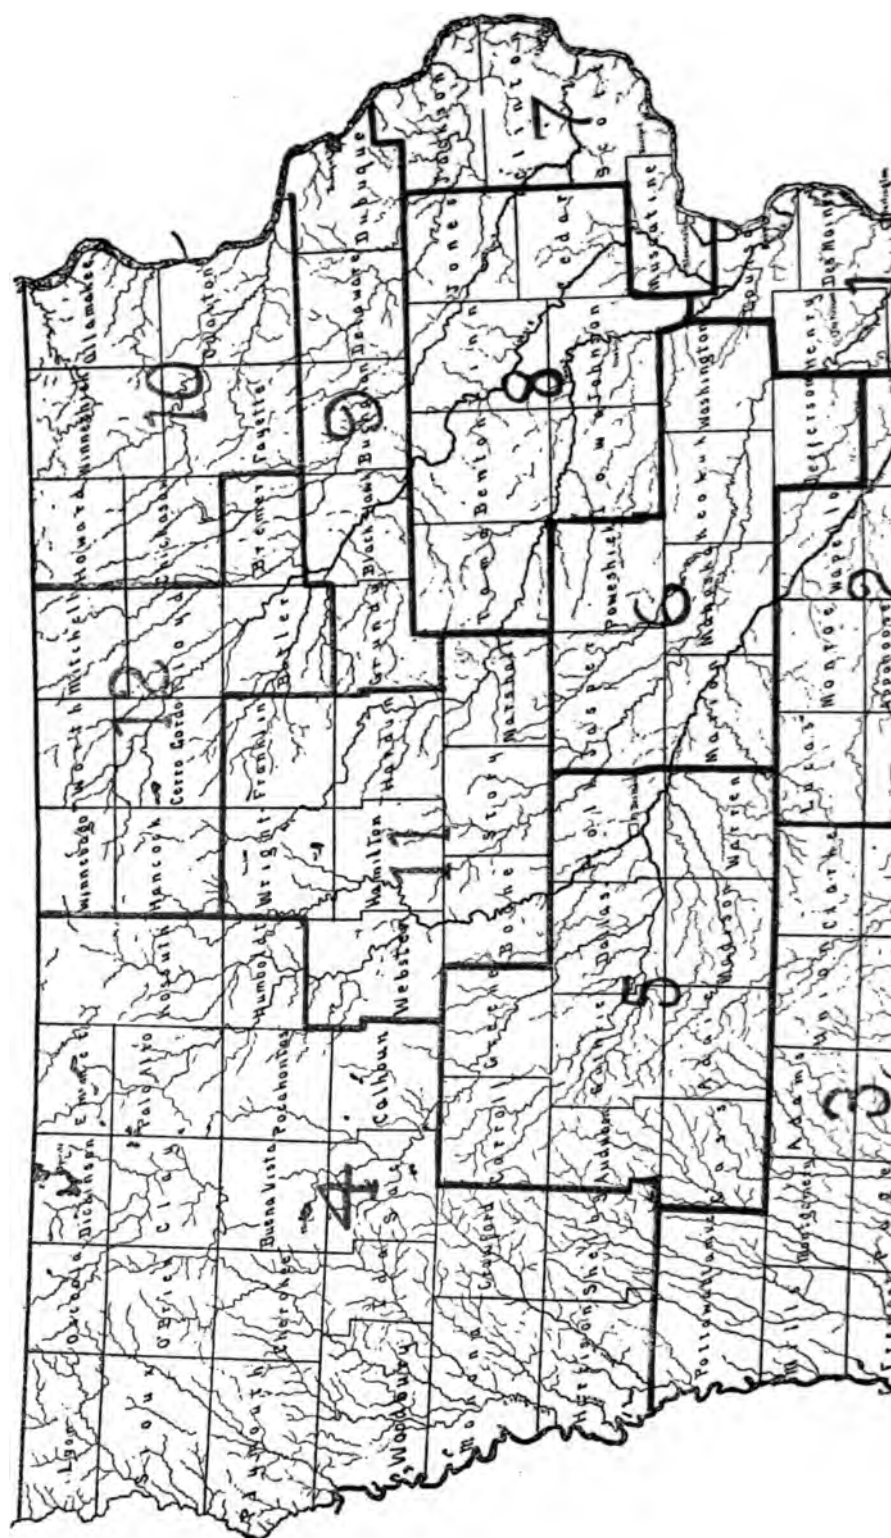 Lyon
Osceola
Dickinson
Emmet
Winnebago
Worth
Mitchell
Howard
Winneshiek
Allamakee
Sioux
O'Brien
Clay
Palo Alto
Kossuth
Hancock
Cerro Gordo
Floyd
Chickasaw
Clayton
12
10
Plymouth
Cherokee
Buena Vista
Pocahontas
Humboldt
Wright
Franklin
Butler
Bremer
Fayette
Woodbury
Ida
Sac
Calhoun
Webster
Hamilton
Hardin
Grundy
Black Hawk
Buchanan
Delaware
Dubuque
4
11
9
Monona
Crawford
Carroll
Greene
Boone
Story
Marshall
Tama
Benton
Linn
Jones
Jackson
Harrison
Shelby
Audubon
Guthrie
Dallas
Polk
Jasper
Poweshiek
Iowa
Johnson
Cedar
Clinton
8
7
Scott
5
6
Pottawattamie
Cass
Adair
Madison
Warren
Marion
Mahaska
Keokuk
Washington
Muscatine
Louisa
Mills
Montgomery
Adams
Union
Clarke
Lucas
Monroe
Wapello
Jefferson
Henry
Des Moines
3
2
1